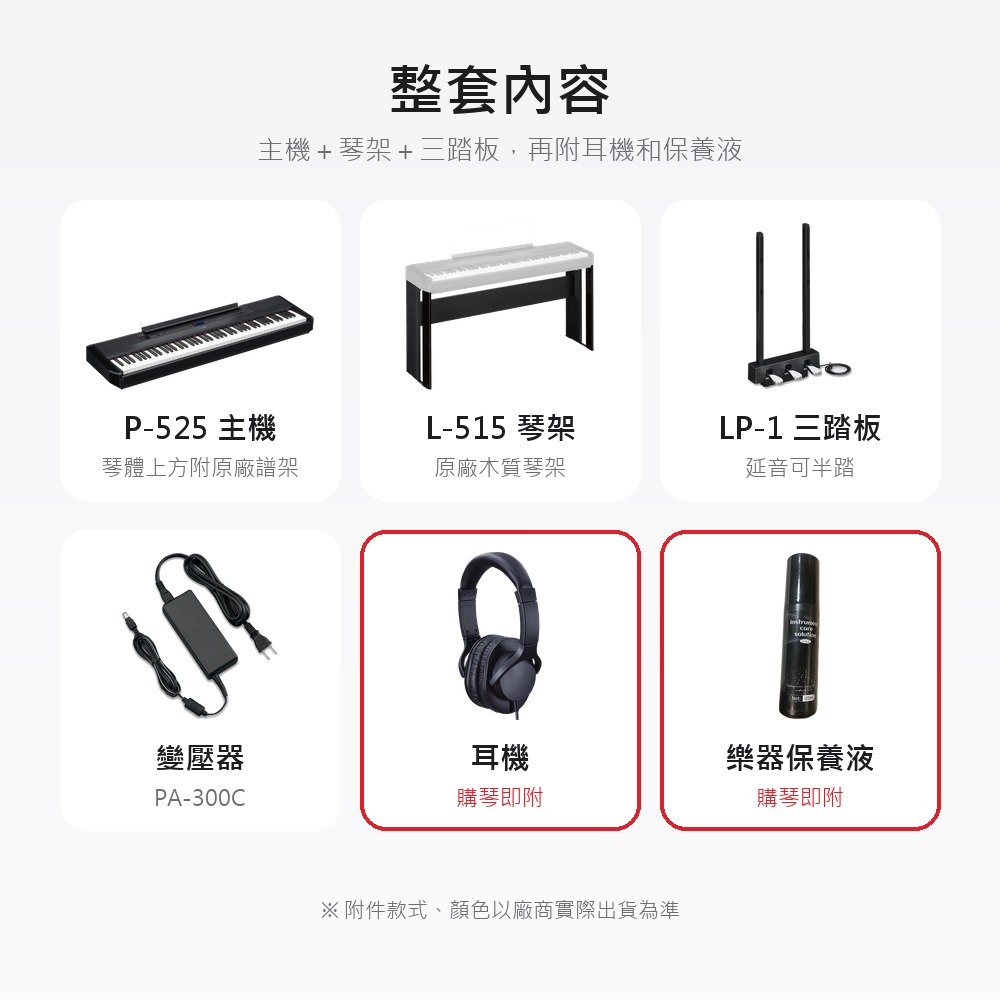 整套內容
主機 + 琴架 + 三踏板，再附耳機和保養液
P-525 主機
琴體上方附原廠譜架
L-515 琴架
原廠木質琴架
LP-1 三踏板
延音可半踏
變壓器
PA-300C
耳機
購琴即附
instrument
care
solution
樂器保養液
購琴即附
※ 附件款式、顏色以廠商實際出貨為準